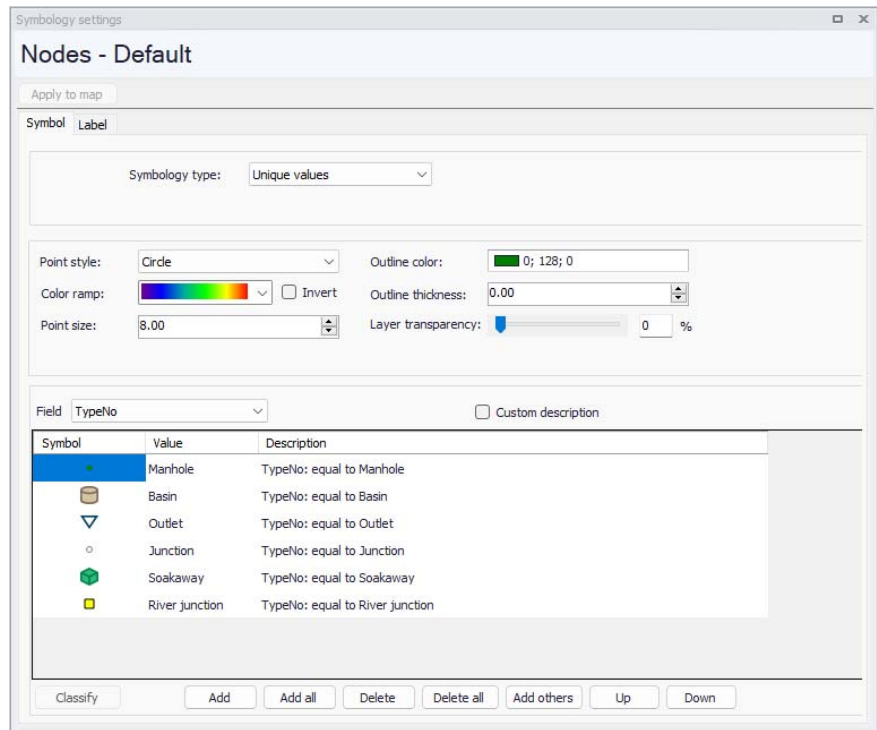 Symbology settings
Nodes - Default
Apply to map
Symbol Label
Symbology type: Unique values
Point style: Circle Outline color: 0; 128; 0
Color ramp: Invert Outline thickness: 0.00
Point size: 8.00 Layer transparency: 0 %
Field TypeNo Custom description
Symbol Value Description
Manhole TypeNo: equal to Manhole
Basin TypeNo: equal to Basin
Outlet TypeNo: equal to Outlet
Junction TypeNo: equal to Junction
Soakaway TypeNo: equal to Soakaway
River junction TypeNo: equal to River junction
Classify Add Add all Delete Delete all Add others Up Down